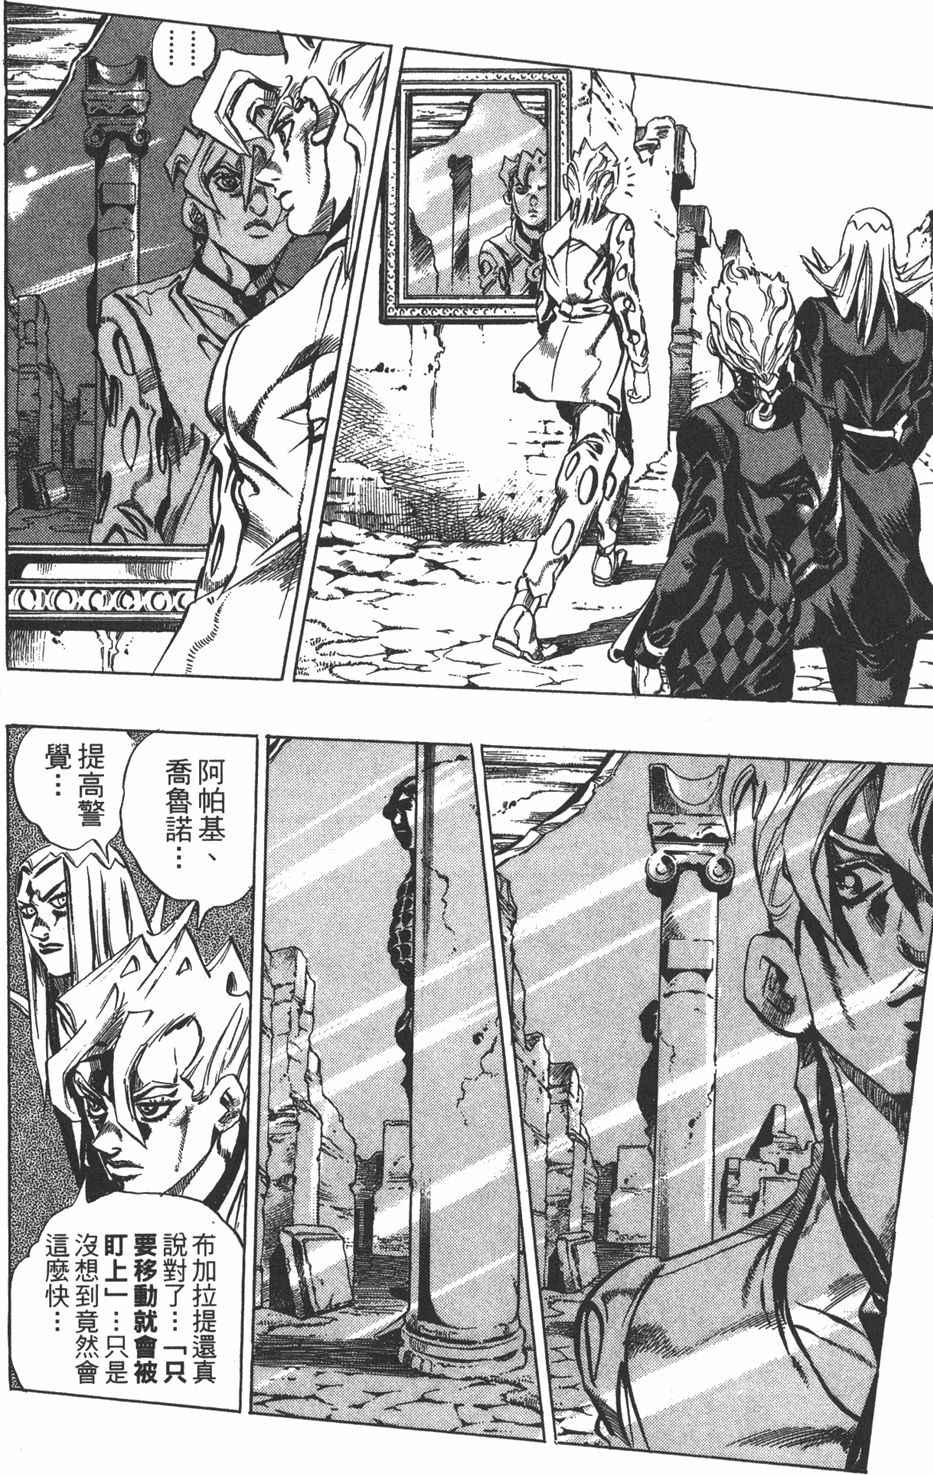 ……
……
阿帕基、
喬魯諾…
提高警
覺…
布加拉提還真
說對了…「只
要移動就會被
盯上」…只是
沒想到竟然會
這麼快…